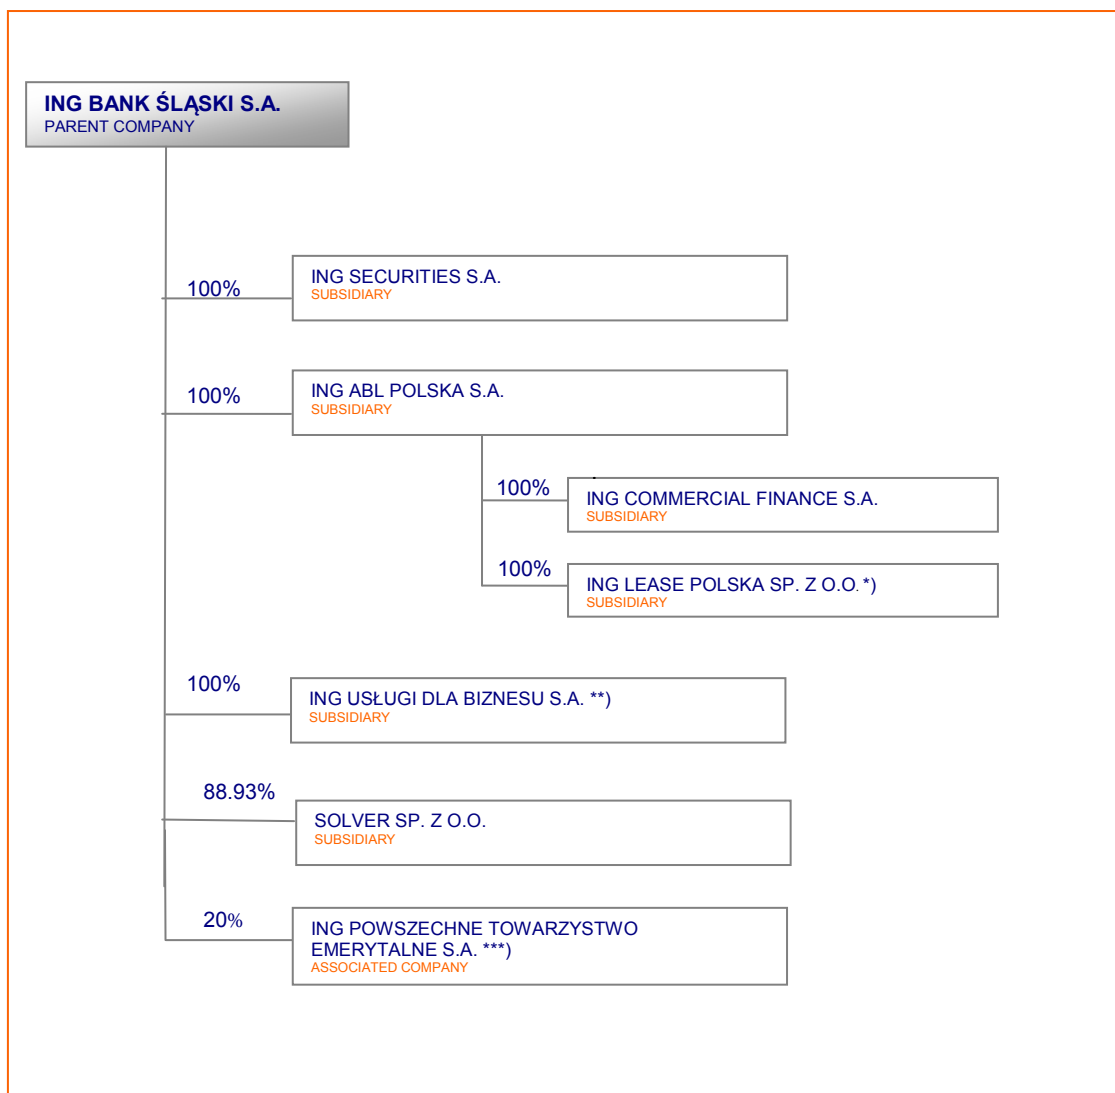 ING BANK ŚLĄSKI S.A.
PARENT COMPANY
100%
ING SECURITIES S.A.
SUBSIDIARY
100%
ING ABL POLSKA S.A.
SUBSIDIARY
100%
ING COMMERCIAL FINANCE S.A.
SUBSIDIARY
100%
ING LEASE POLSKA SP. Z O.O. *)
SUBSIDIARY
100%
ING USŁUGI DLA BIZNESU S.A. **)
SUBSIDIARY
88.93%
SOLVER SP. Z O.O.
SUBSIDIARY
20%
ING POWSZECHNE TOWARZYSTWO
EMERYTALNE S.A. ***)
ASSOCIATED COMPANY